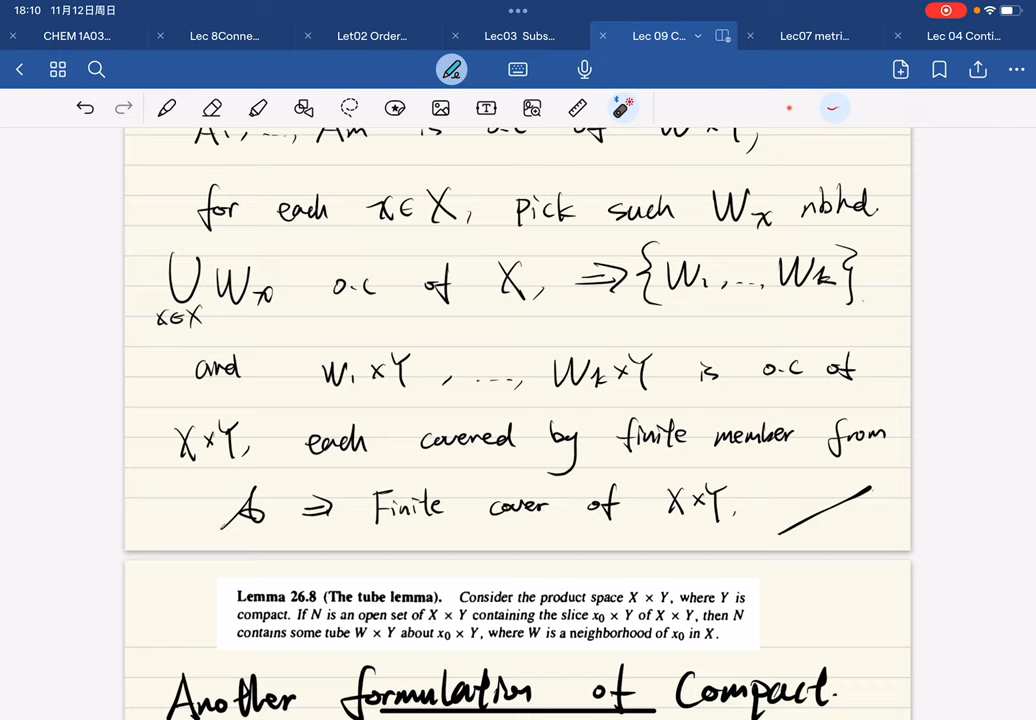 18:10 11月12日周日
CHEM 1A03... Lec 8Conne... Let02 Order... Lec03 Subs... Lec 09 C... Lec07 metri... Lec 04 Conti...
A1, ..., Am is o.c of W×Y,
for each x∈X, pick such Wx nbhd.
⋃ Wx o.c of X, ⇒ {W1, ..., Wk}
x∈X
and W1×Y, ..., Wk×Y is o.c of
X×Y, each covered by finite member from
A ⇒ Finite cover of X×Y.
Lemma 26.8 (The tube lemma). Consider the product space X × Y, where Y is
compact. If N is an open set of X × Y containing the slice x₀ × Y of X × Y, then N
contains some tube W × Y about x₀ × Y, where W is a neighborhood of x₀ in X.
Another formulation of Compact.